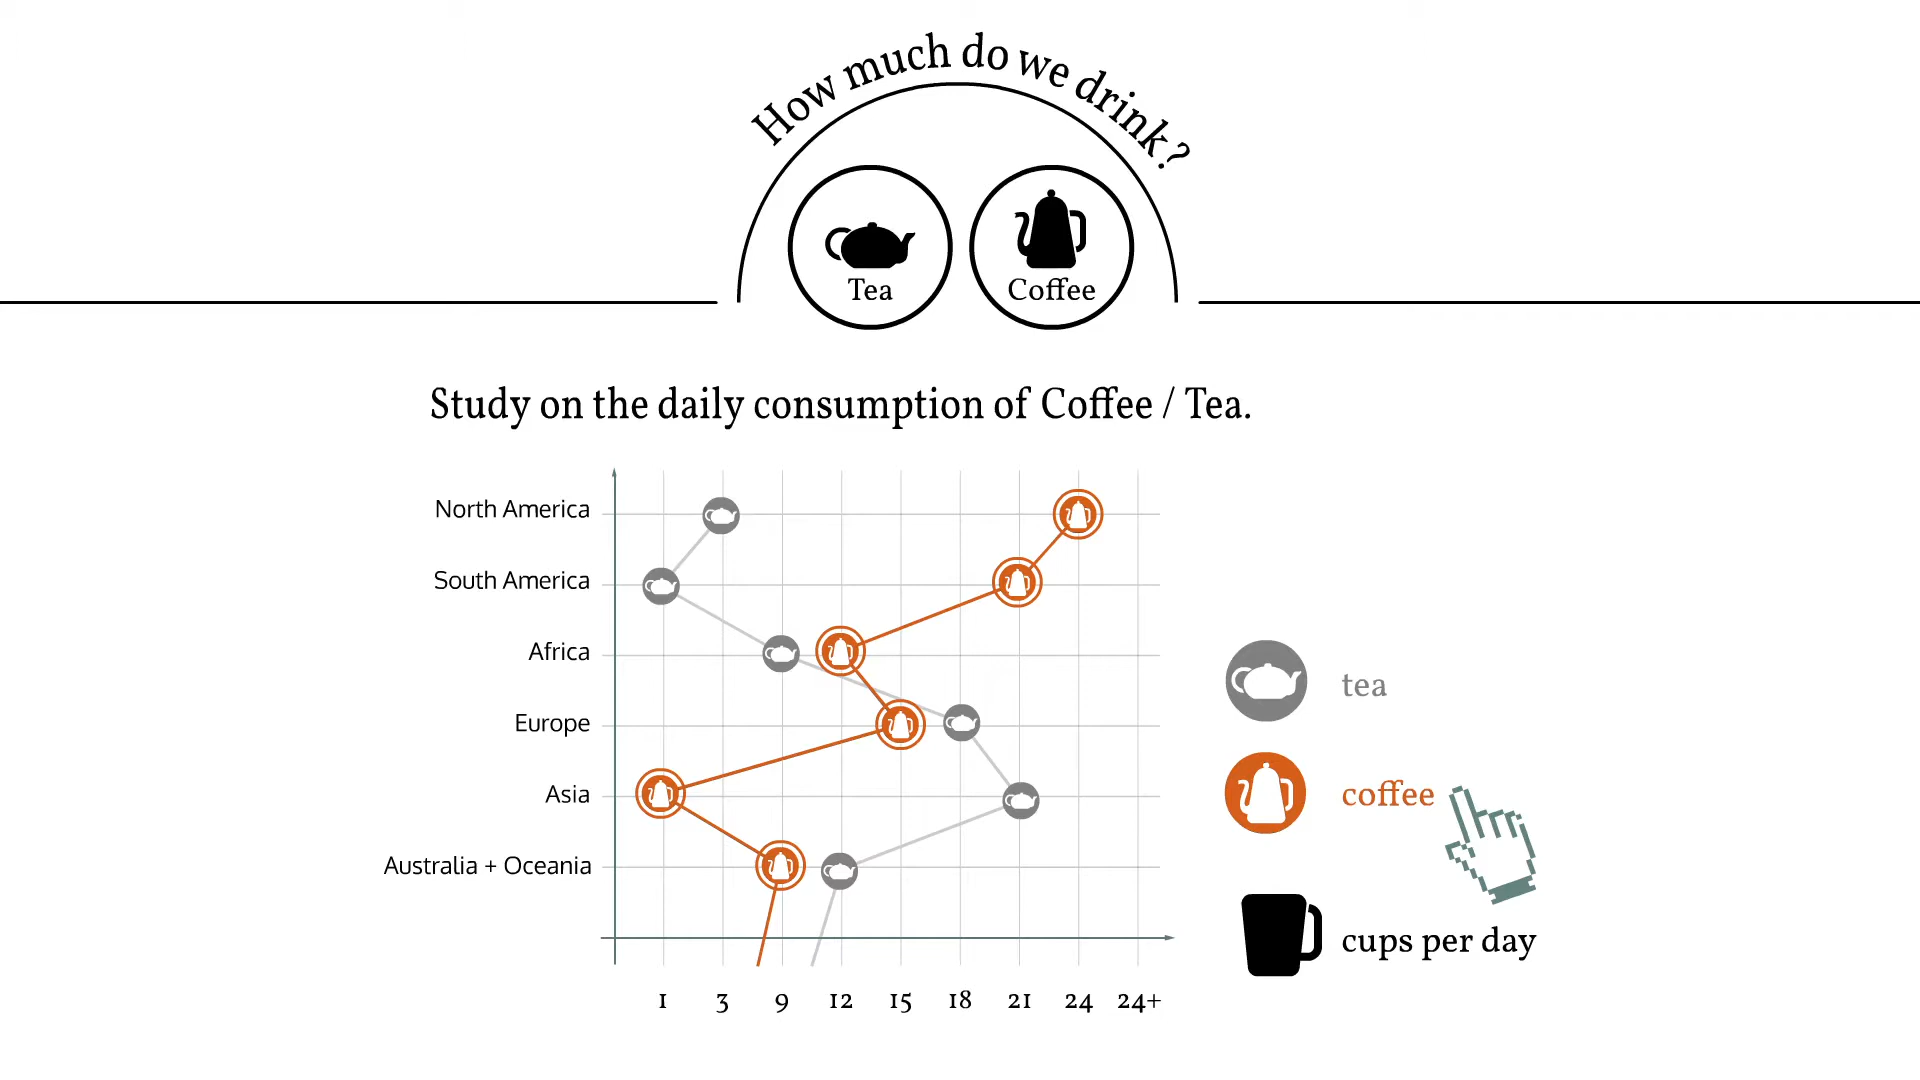 How much do we drink?
Tea
Coffee
Study on the daily consumption of Coffee / Tea.
North America
South America
Africa
Europe
Asia
Australia + Oceania
1 3 9 12 15 18 21 24 24+
tea
coffee
cups per day